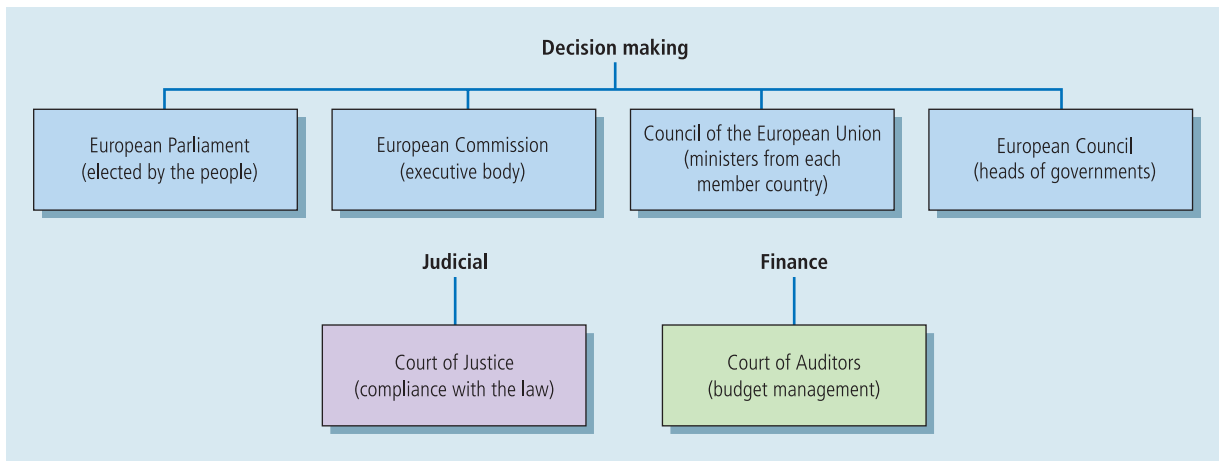 Decision making
European Parliament
(elected by the people)
European Commission
(executive body)
Council of the European Union
(ministers from each
member country)
European Council
(heads of governments)
Judicial
Finance
Court of Justice
(compliance with the law)
Court of Auditors
(budget management)